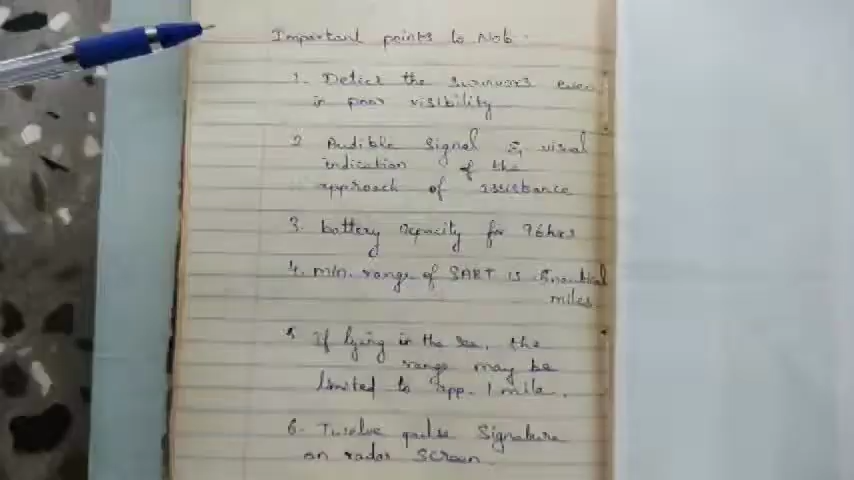 Important points to Note.
1. Detect the survivors even
in poor visibility
2 Audible Signal & visual
indication of the
approach of assistance
3. battery capacity for 96hrs
4. min. range of SART is 5nautical
miles.
5 If lying in the sea, the
range may be
limited to app. 1 mile.
6. Twelve pulse Signature
on radar screen.